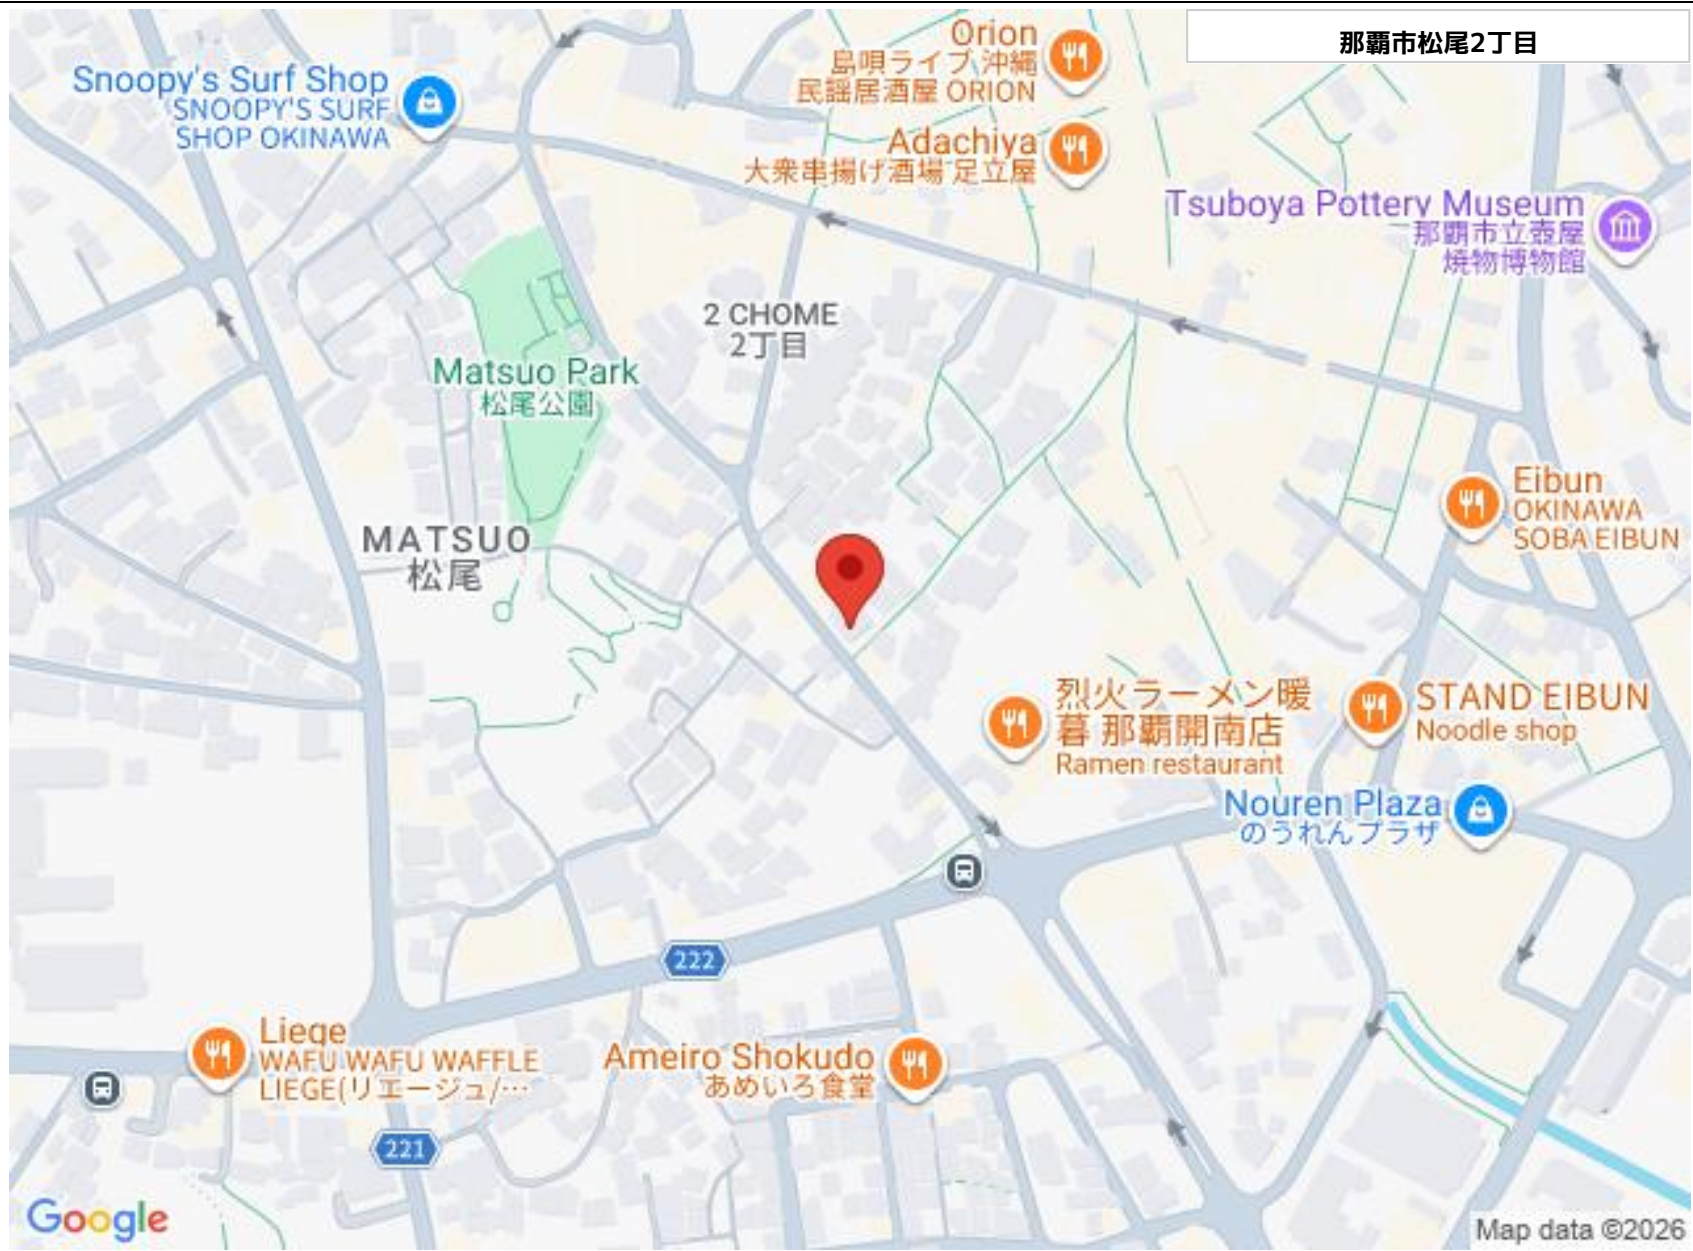 那覇市松尾2丁目
Orion
島唄ライブ 沖縄
民謡居酒屋 ORION
Snoopy's Surf Shop
SNOOPY'S SURF
SHOP OKINAWA
Adachiya
大衆串揚げ酒場 足立屋
Tsuboya Pottery Museum
那覇市立壺屋
焼物博物館
2 CHOME
2丁目
Matsuo Park
松尾公園
Eibun
OKINAWA
SOBA EIBUN
MATSUO
松尾
烈火ラーメン暖
暮 那覇開南店
Ramen restaurant
STAND EIBUN
Noodle shop
Nouren Plaza
のうれんプラザ
222
Liege
WAFU WAFU WAFFLE
LIEGE(リエージュ/…
Ameiro Shokudo
あめいろ食堂
221
Google
Map data ©2026